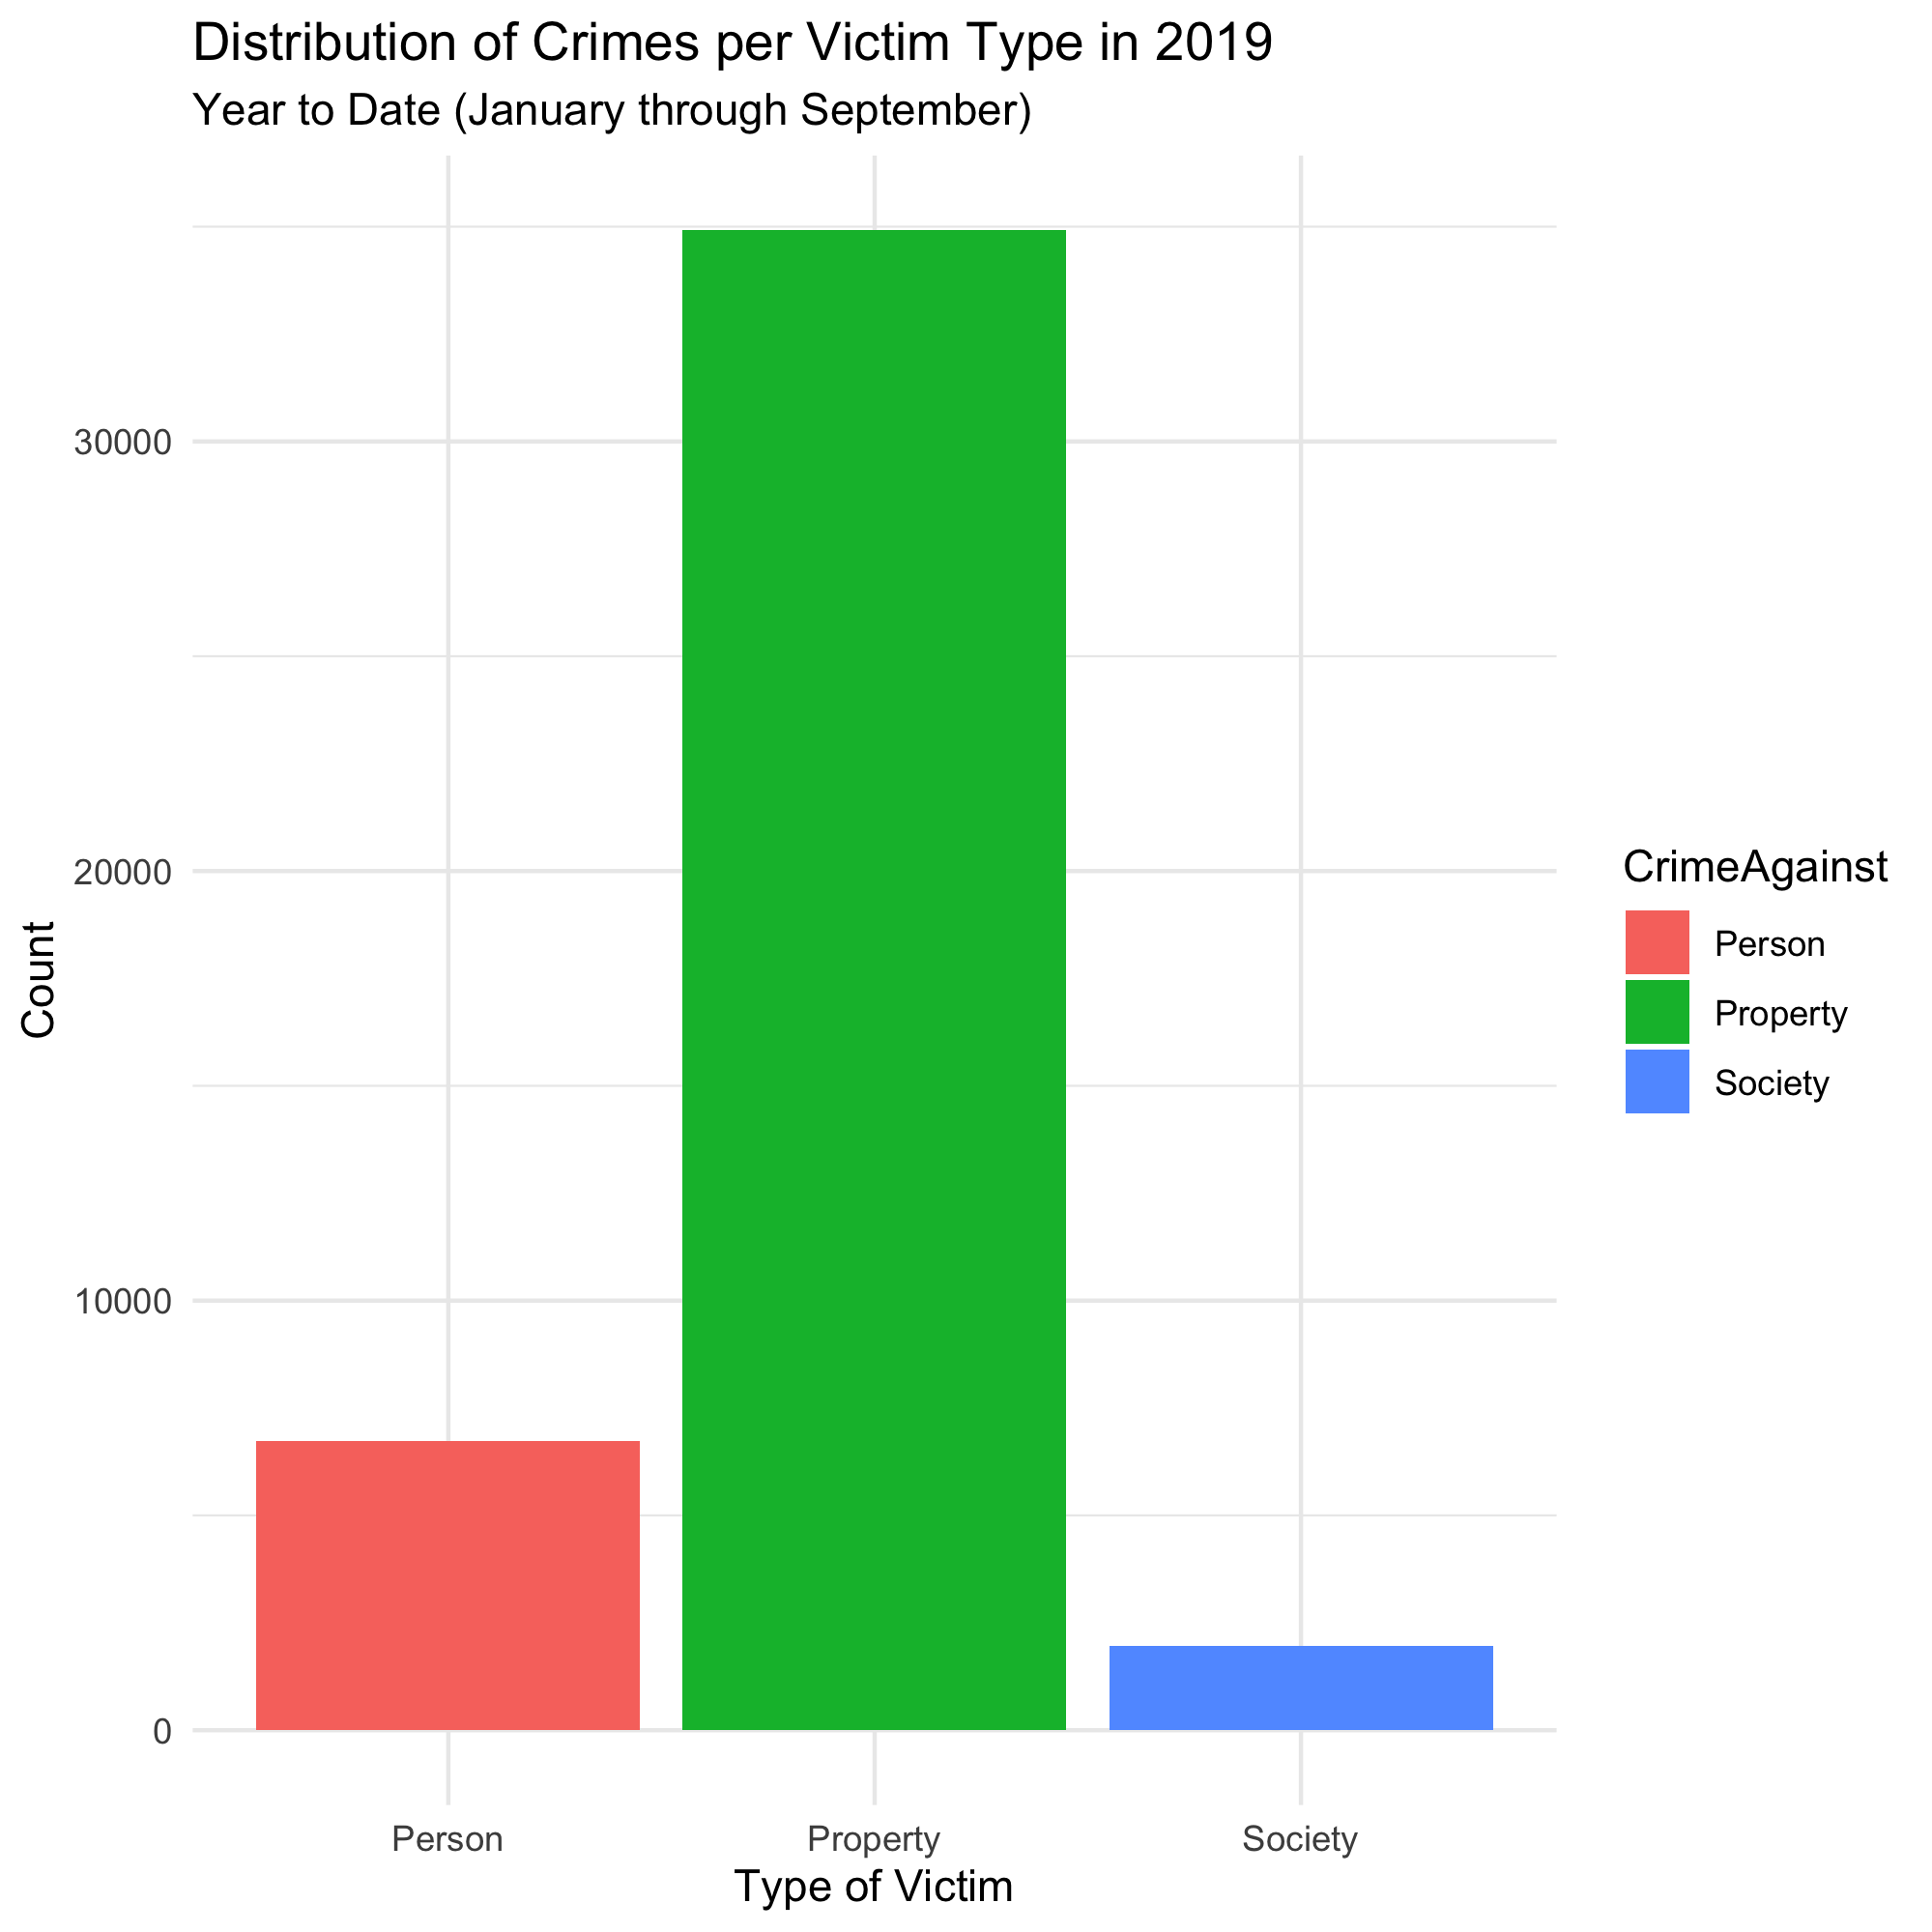 Distribution of Crimes per Victim Type in 2019
Year to Date (January through September)
30000
20000
10000
0
Count
Person
Property
Society
Type of Victim
CrimeAgainst
Person
Property
Society